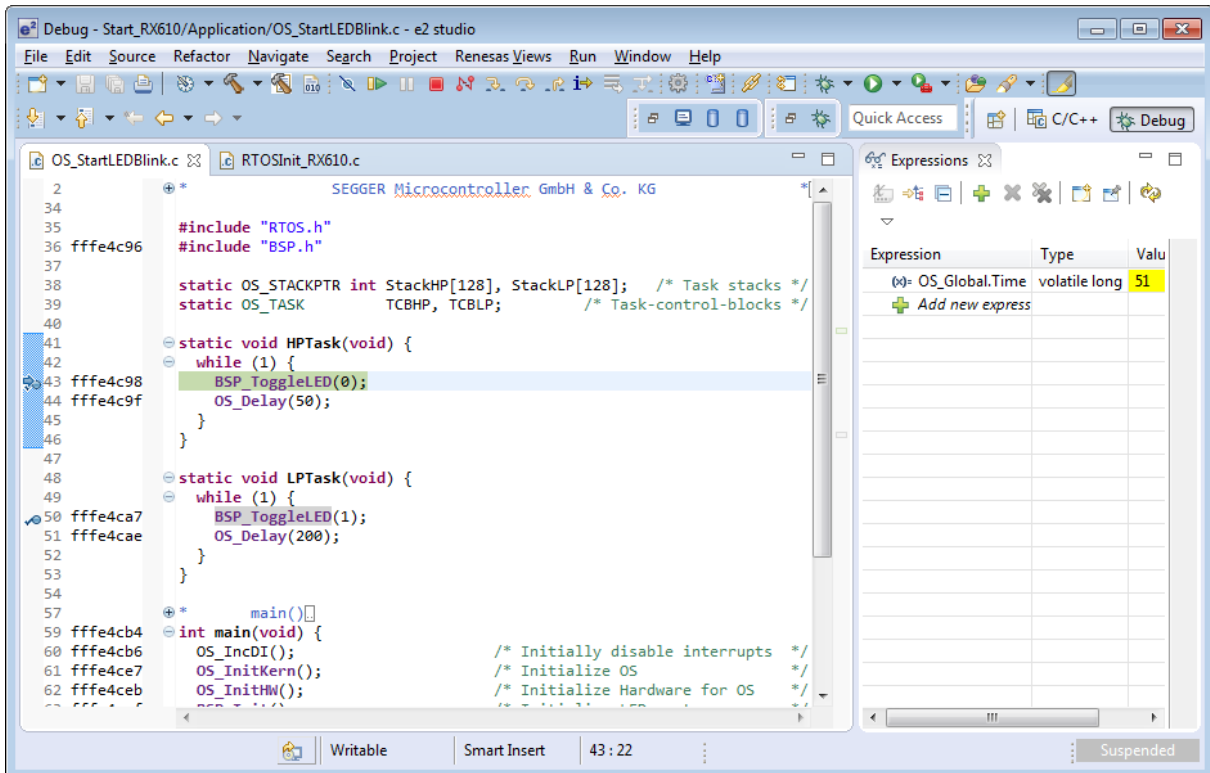 Debug - Start_RX610/Application/OS_StartLEDBlink.c - e2 studio
File Edit Source Refactor Navigate Search Project Renesas Views Run Window Help
Quick Access C/C++ Debug
OS_StartLEDBlink.c RTOSInit_RX610.c
2 * SEGGER Microcontroller GmbH & Co. KG *[
34
35 #include "RTOS.h"
36 fffe4c96 #include "BSP.h"
37
38 static OS_STACKPTR int StackHP[128], StackLP[128]; /* Task stacks */
39 static OS_TASK TCBHP, TCBLP; /* Task-control-blocks */
40
41 static void HPTask(void) {
42 while (1) {
43 fffe4c98 BSP_ToggleLED(0);
44 fffe4c9f OS_Delay(50);
45 }
46 }
47
48 static void LPTask(void) {
49 while (1) {
50 fffe4ca7 BSP_ToggleLED(1);
51 fffe4cae OS_Delay(200);
52 }
53 }
54
57 * main()
59 fffe4cb4 int main(void) {
60 fffe4cb6 OS_IncDI(); /* Initially disable interrupts */
61 fffe4ce7 OS_InitKern(); /* Initialize OS */
62 fffe4ceb OS_InitHW(); /* Initialize Hardware for OS */
Expressions
Expression Type Valu
(x)= OS_Global.Time volatile long 51
Add new express
Writable Smart Insert 43 : 22 Suspended